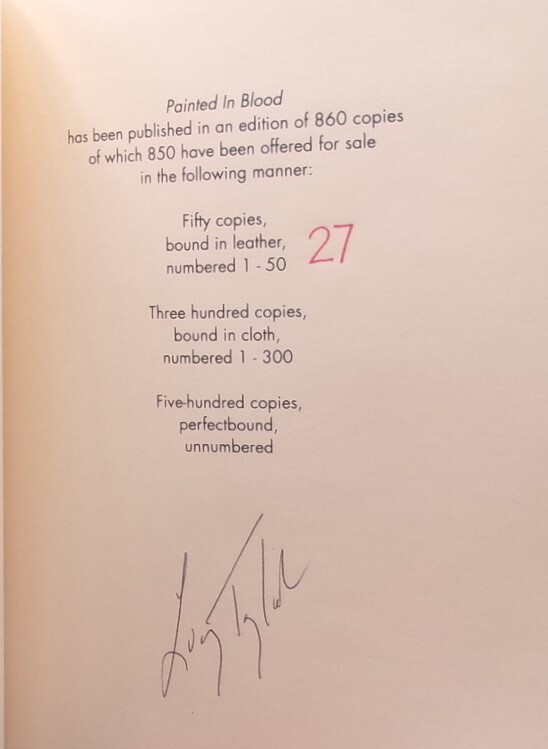 Painted In Blood
has been published in an edition of 860 copies
of which 850 have been offered for sale
in the following manner:
Fifty copies,
bound in leather,
numbered 1 - 50
27
Three hundred copies,
bound in cloth,
numbered 1 - 300
Five-hundred copies,
perfectbound,
unnumbered
Lucy Taylor